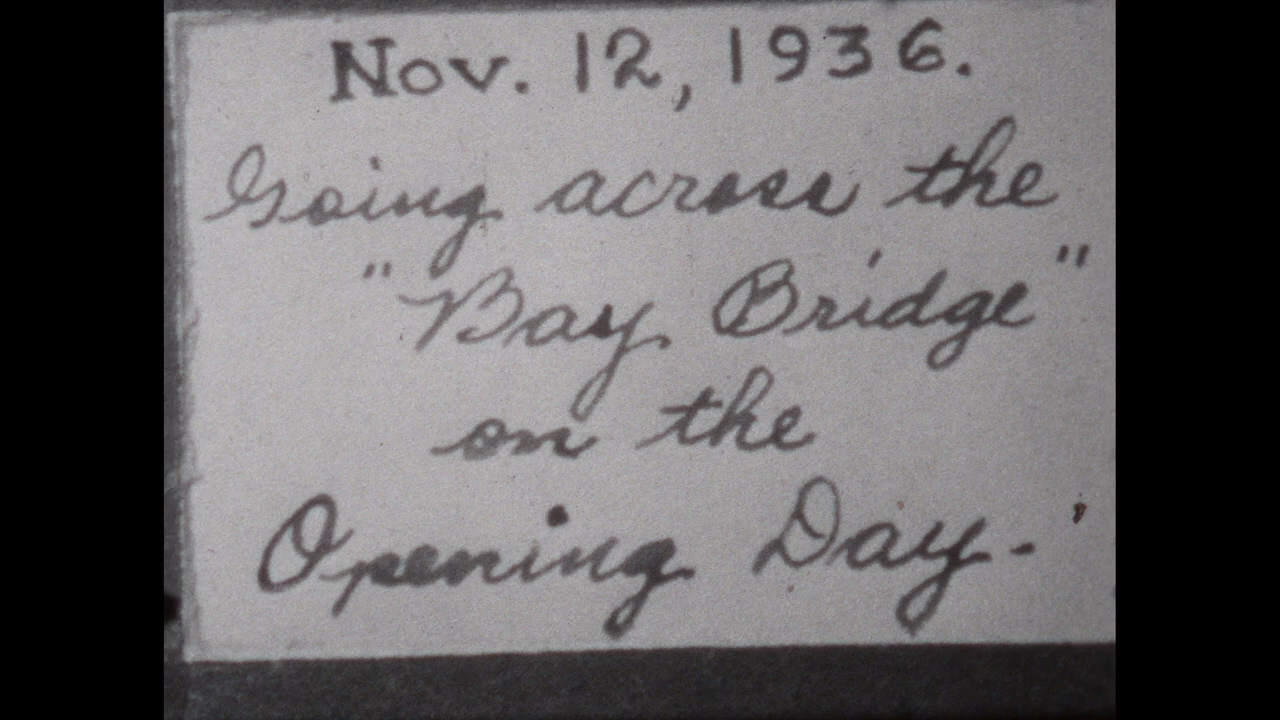 Nov. 12, 1936.
Going across the
"Bay Bridge"
on the
Opening Day-